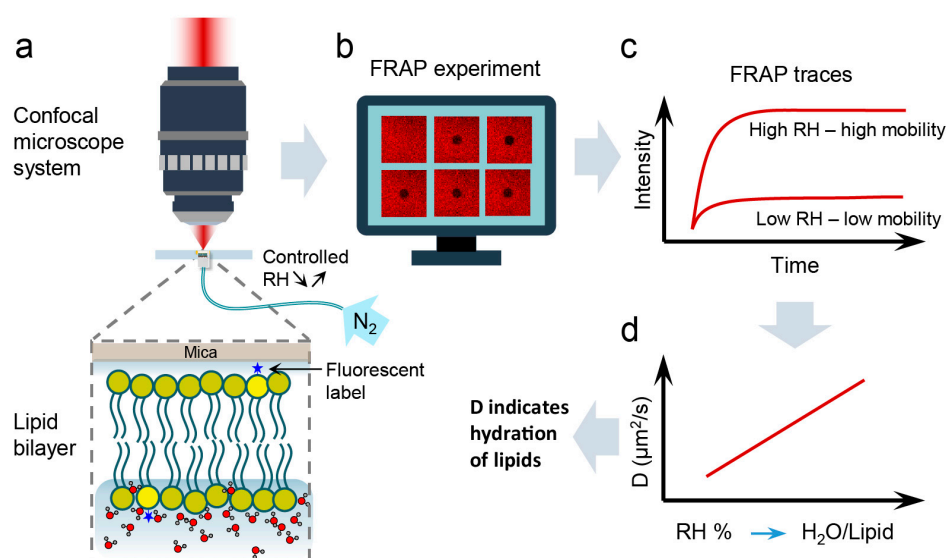 a
Confocal
microscope
system
Controlled
RH ↘ ↗
N₂
Mica
Fluorescent
label
Lipid
bilayer
b
FRAP experiment
c
FRAP traces
Intensity
High RH – high mobility
Low RH – low mobility
Time
d
D indicates
hydration
of lipids
D (µm²/s)
RH % → H₂O/Lipid